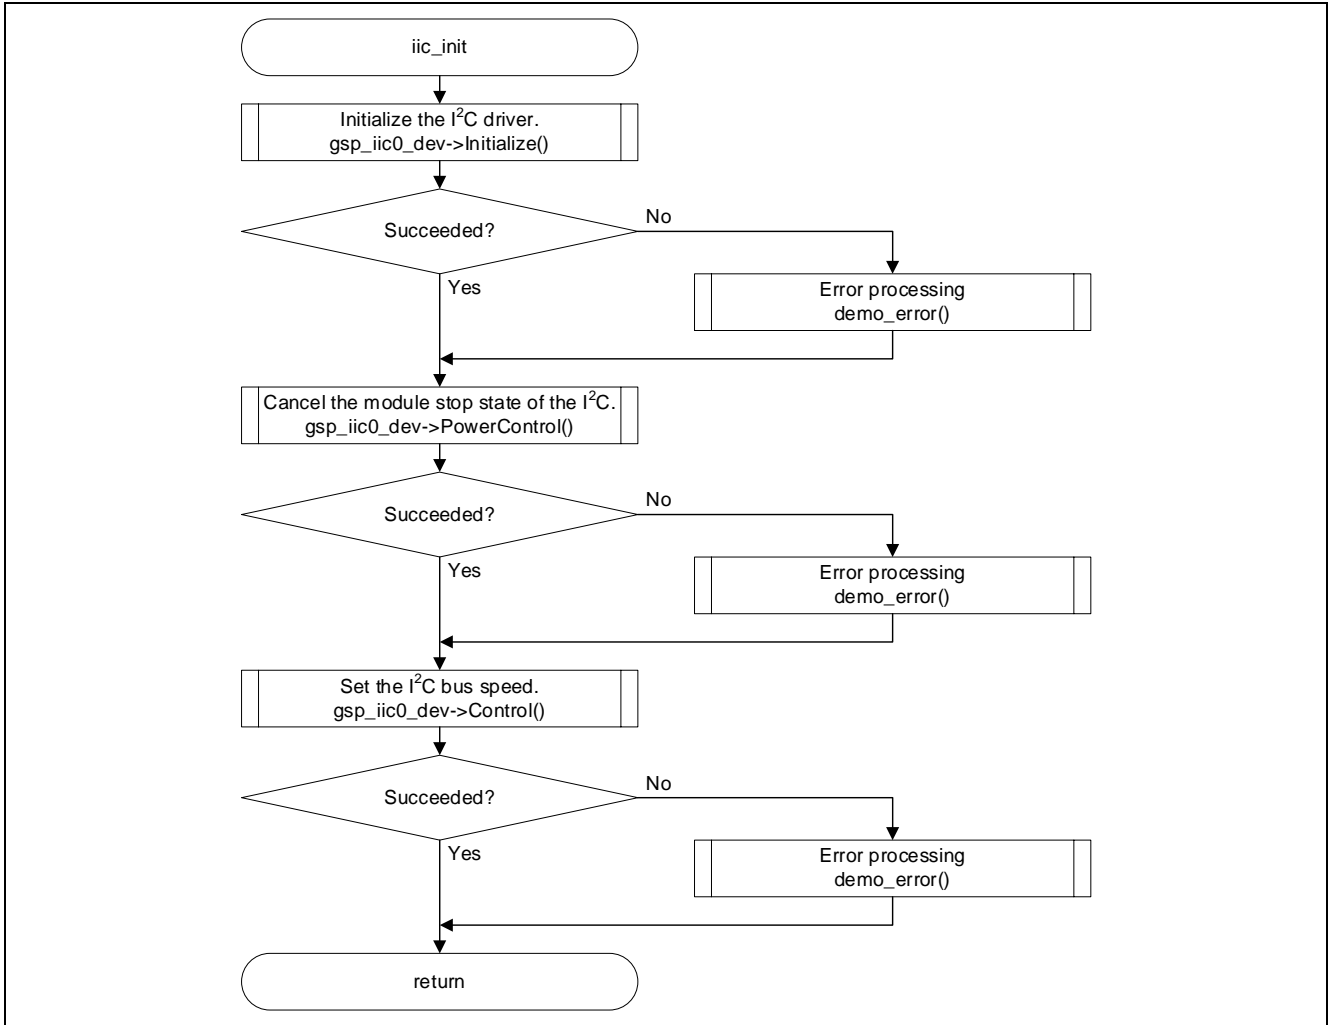 iic_init
Initialize the I²C driver.
gsp_iic0_dev->Initialize()
Succeeded?
No
Yes
Error processing
demo_error()
Cancel the module stop state of the I²C.
gsp_iic0_dev->PowerControl()
Succeeded?
No
Yes
Error processing
demo_error()
Set the I²C bus speed.
gsp_iic0_dev->Control()
Succeeded?
No
Yes
Error processing
demo_error()
return